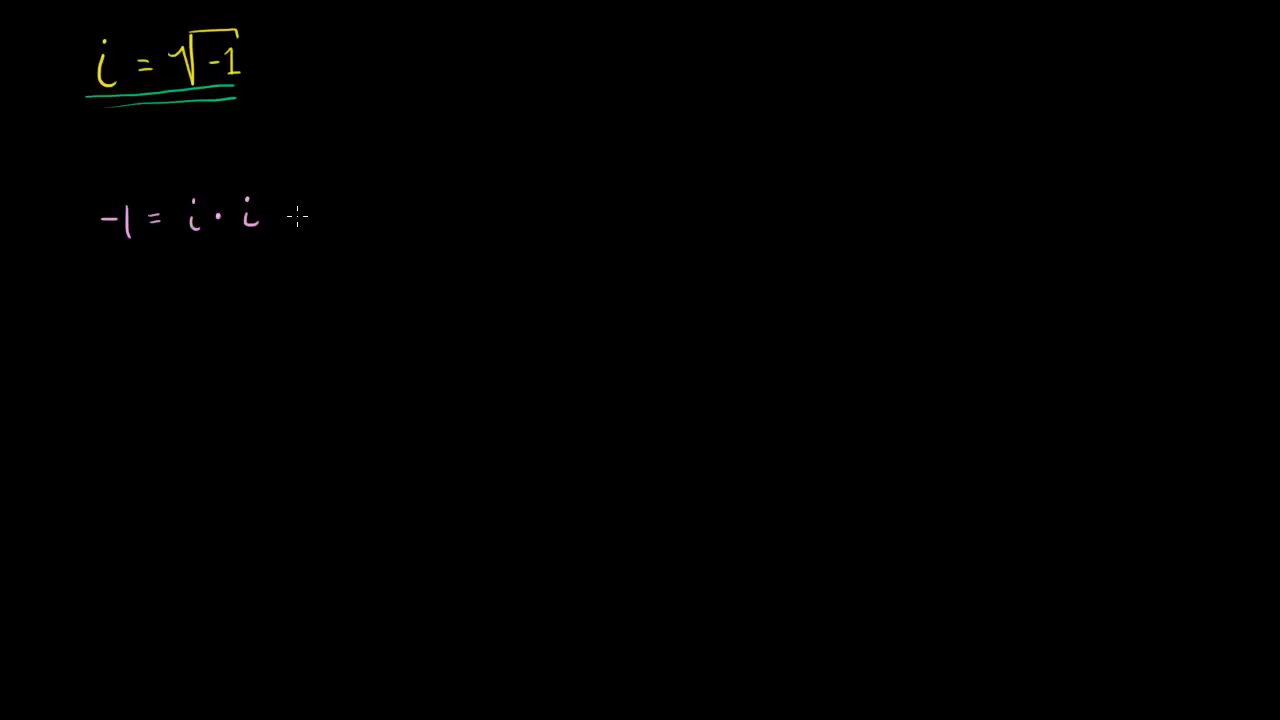 i = √-1
-1 = i · i